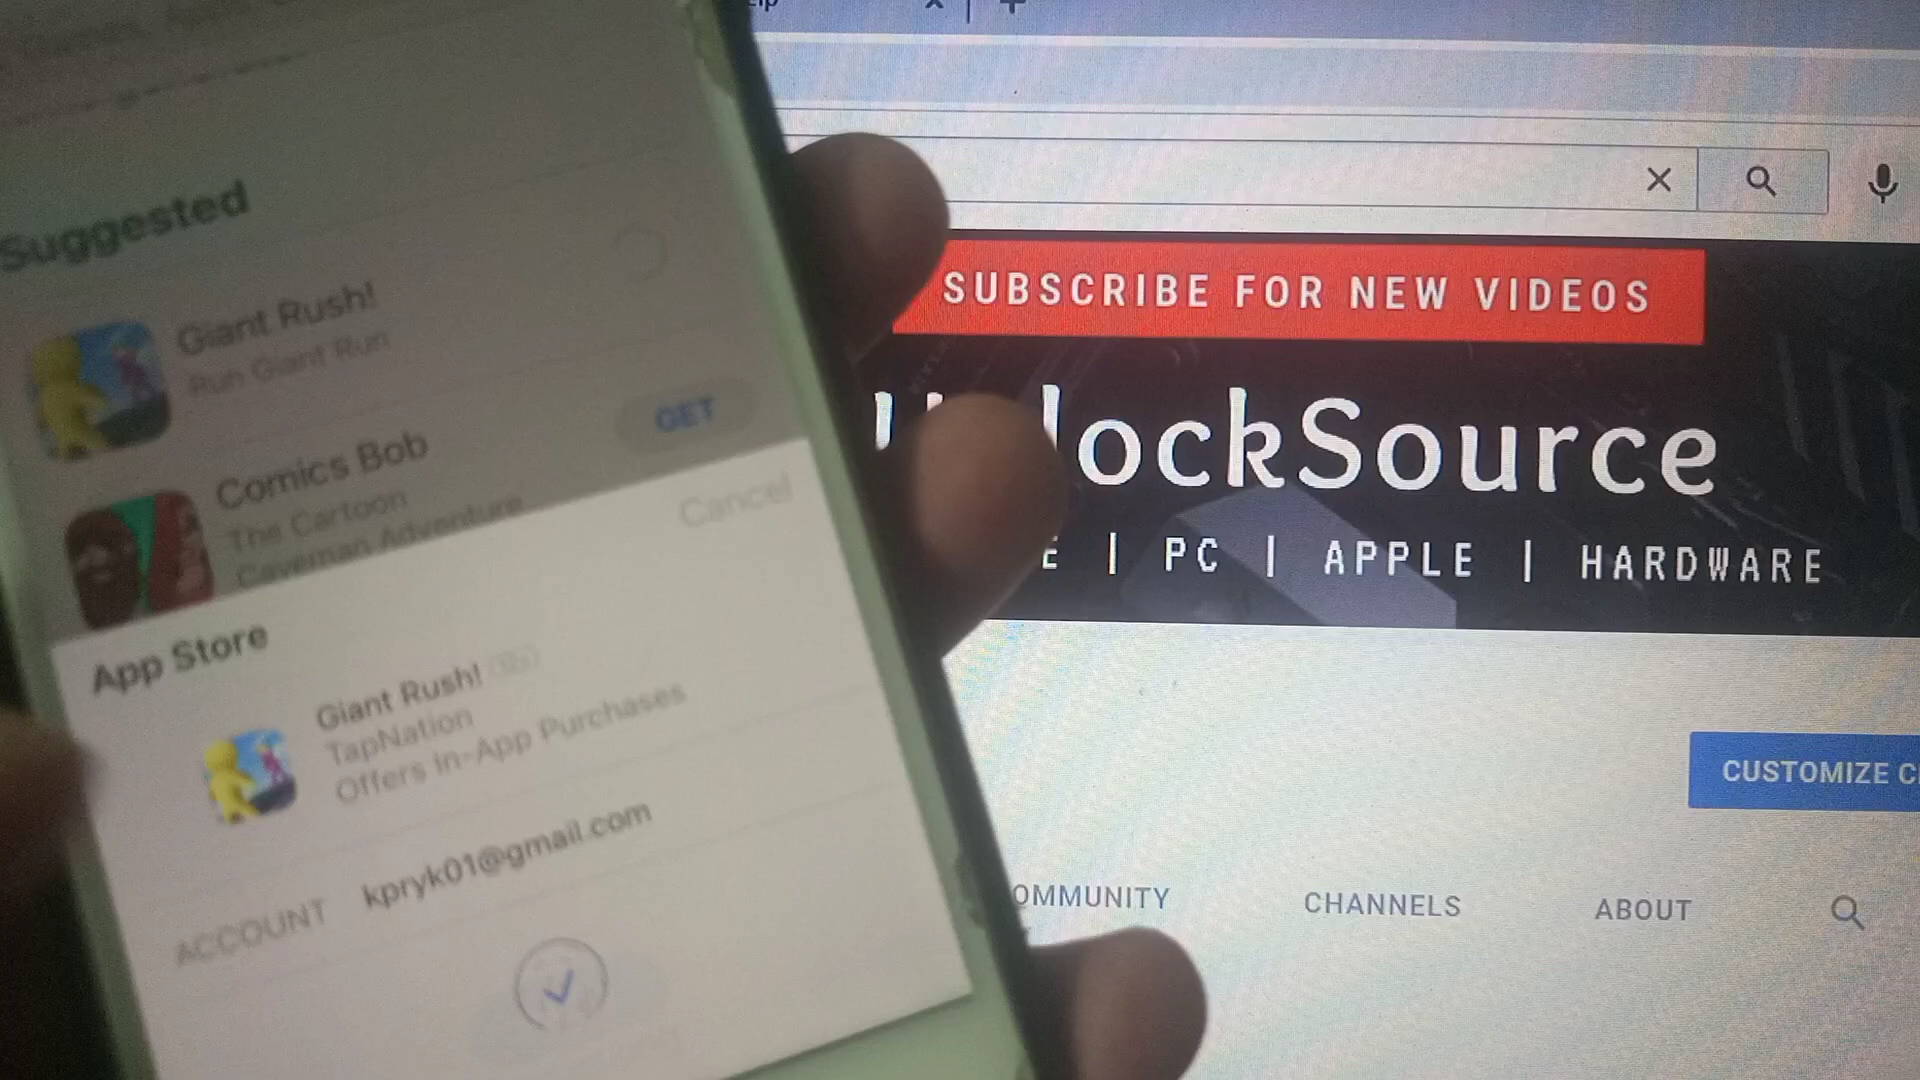 Suggested
Giant Rush!
Run Giant Run
GET
Comics Bob
The Cartoon
Caveman Adventure
Cancel
App Store
Giant Rush!
TapNation
Offers In-App Purchases
ACCOUNT kpryk01@gmail.com
SUBSCRIBE FOR NEW VIDEOS
lockSource
E | PC | APPLE | HARDWARE
CUSTOMIZE C
OMMUNITY
CHANNELS
ABOUT